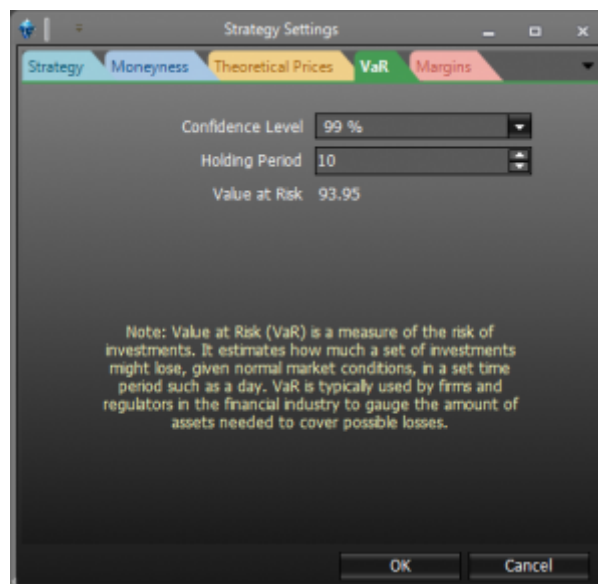 Strategy Settings
Strategy Moneyness Theoretical Prices VaR Margins
Confidence Level 99 %
Holding Period 10
Value at Risk 93.95
Note: Value at Risk (VaR) is a measure of the risk of
investments. It estimates how much a set of investments
might lose, given normal market conditions, in a set time
period such as a day. VaR is typically used by firms and
regulators in the financial industry to gauge the amount of
assets needed to cover possible losses.
OK Cancel